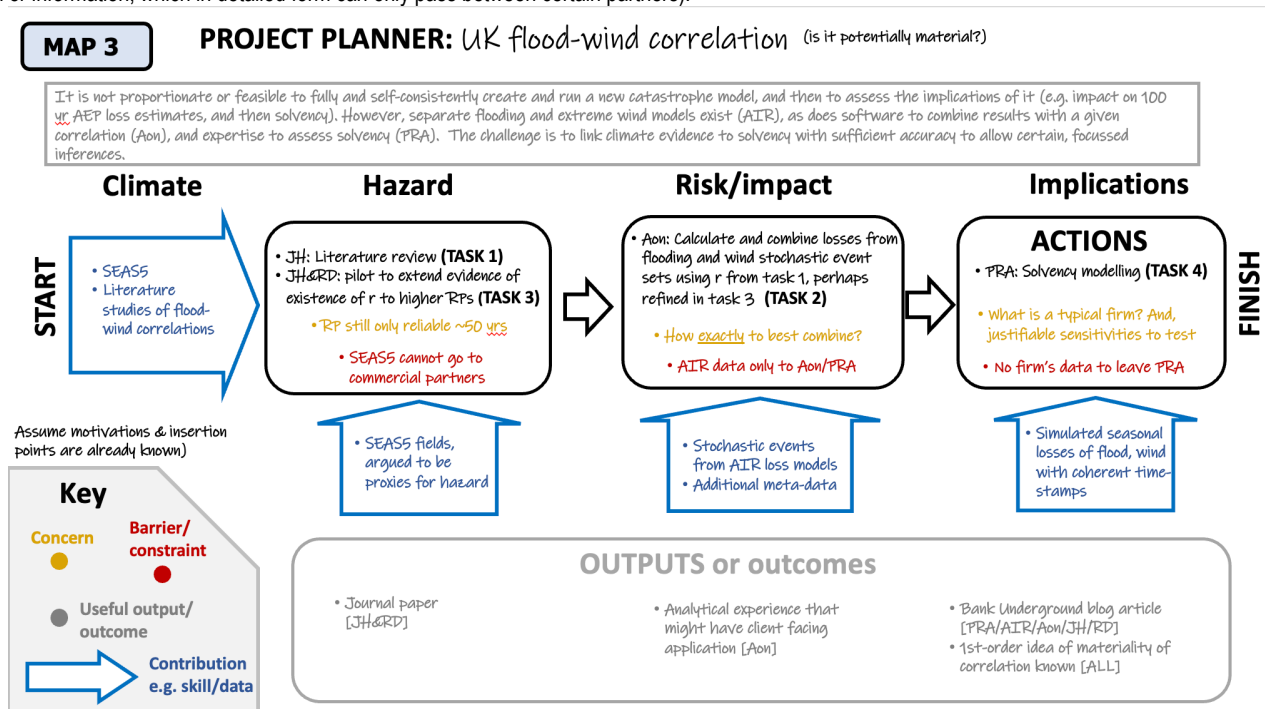 For information, which in detailed form can only pass between certain partners).
MAP 3
PROJECT PLANNER: UK flood-wind correlation (is it potentially material?)
It is not proportionate or feasible to fully and self-consistently create and run a new catastrophe model, and then to assess the implications of it (e.g. impact on 100
yr AEP loss estimates, and then solvency). However, separate flooding and extreme wind models exist (AIR), as does software to combine results with a given
correlation (Aon), and expertise to assess solvency (PRA). The challenge is to link climate evidence to solvency with sufficient accuracy to allow certain, focussed
inferences.
Climate
Hazard
Risk/impact
Implications
START
• SEAS5
• Literature
studies of flood-
wind correlations
• JH: Literature review (TASK 1)
• JH&RD: pilot to extend evidence of
existence of r to higher RPs (TASK 3)
• RP still only reliable ~50 yrs
• SEAS5 cannot go to
commercial partners
• Aon: Calculate and combine losses from
flooding and wind stochastic event
sets using r from task 1, perhaps
refined in task 3 (TASK 2)
• How exactly to best combine?
• AIR data only to Aon/PRA
ACTIONS
• PRA: Solvency modelling (TASK 4)
• What is a typical firm? And,
justifiable sensitivities to test
• No firm's data to leave PRA
FINISH
• SEAS5 fields,
argued to be
proxies for hazard
• Stochastic events
from AIR loss models
• Additional meta-data
• Simulated seasonal
losses of flood, wind
with coherent time-
stamps
Assume motivations & insertion
points are already known)
Key
Concern
Barrier/
constraint
Useful output/
outcome
Contribution
e.g. skill/data
OUTPUTS or outcomes
• Journal paper
[JH&RD]
• Analytical experience that
might have client facing
application [Aon]
• Bank Underground blog article
[PRA/AIR/Aon/JH/RD]
• 1st-order idea of materiality of
correlation known [ALL]